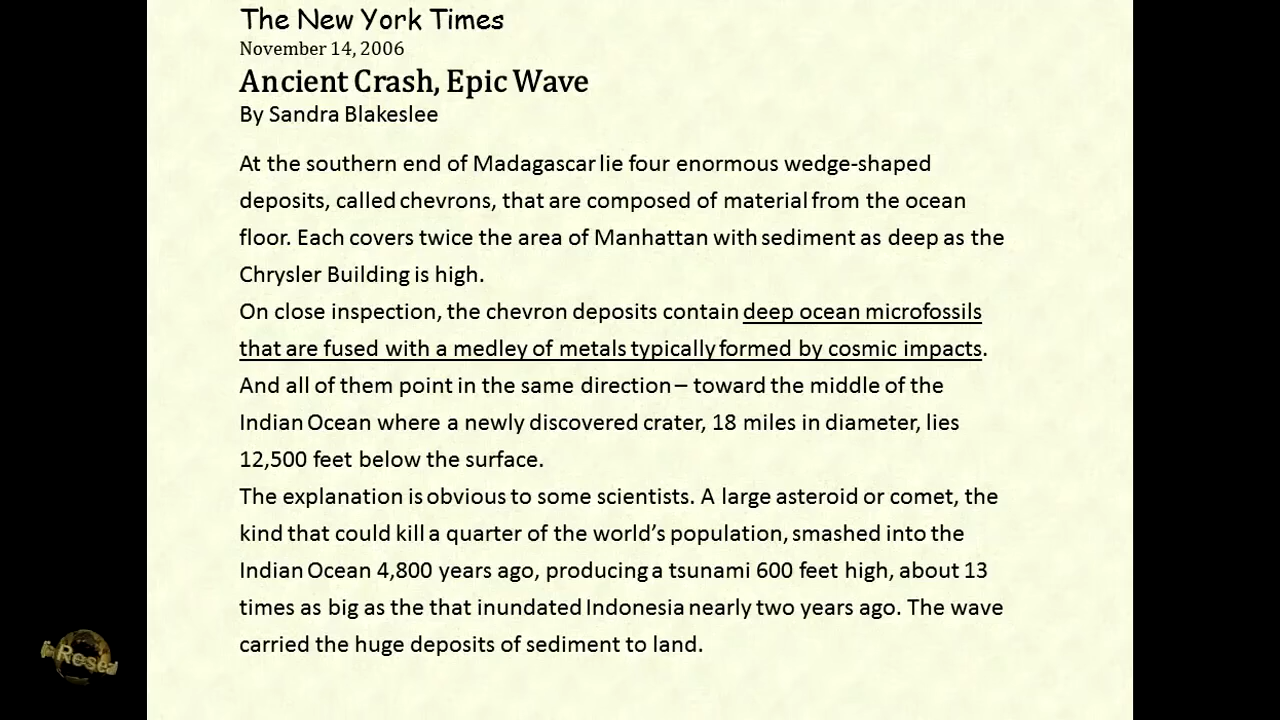 The New York Times
November 14, 2006
Ancient Crash, Epic Wave
By Sandra Blakeslee
At the southern end of Madagascar lie four enormous wedge-shaped
deposits, called chevrons, that are composed of material from the ocean
floor. Each covers twice the area of Manhattan with sediment as deep as the
Chrysler Building is high.
On close inspection, the chevron deposits contain deep ocean microfossils
that are fused with a medley of metals typically formed by cosmic impacts.
And all of them point in the same direction – toward the middle of the
Indian Ocean where a newly discovered crater, 18 miles in diameter, lies
12,500 feet below the surface.
The explanation is obvious to some scientists. A large asteroid or comet, the
kind that could kill a quarter of the world’s population, smashed into the
Indian Ocean 4,800 years ago, producing a tsunami 600 feet high, about 13
times as big as the that inundated Indonesia nearly two years ago. The wave
carried the huge deposits of sediment to land.